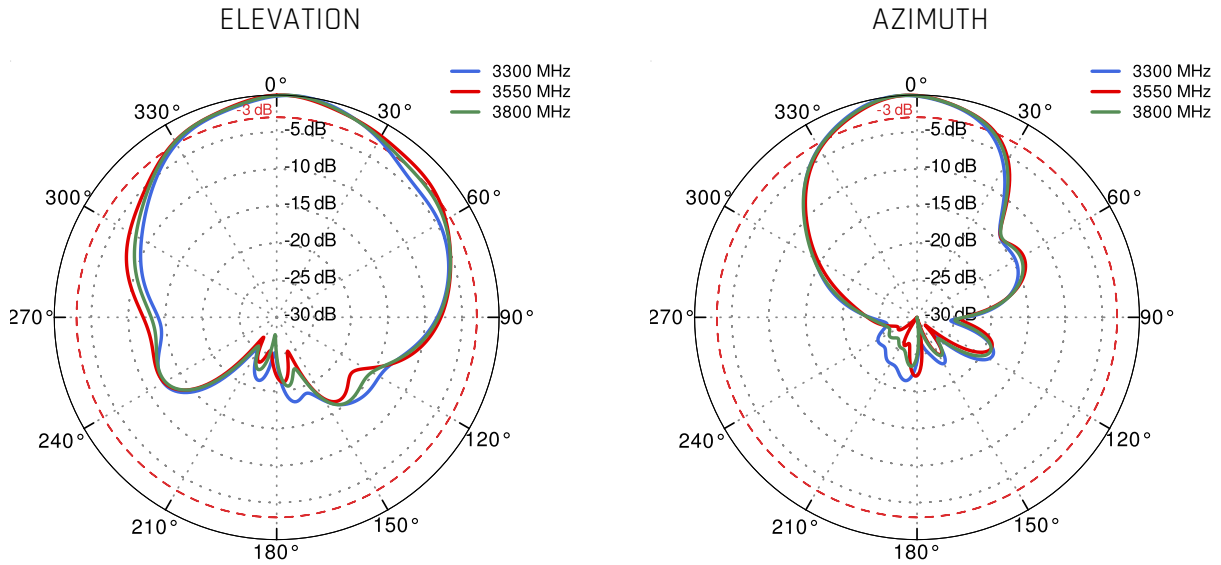 ELEVATION
3300 MHz
3550 MHz
3800 MHz
0°
-3 dB
330°
30°
-5 dB
-10 dB
300°
60°
-15 dB
-20 dB
-25 dB
270°
-30 dB
90°
240°
120°
210°
150°
180°
AZIMUTH
3300 MHz
3550 MHz
3800 MHz
0°
-3 dB
330°
30°
-5 dB
-10 dB
300°
60°
-15 dB
-20 dB
-25 dB
270°
-30 dB
90°
240°
120°
210°
150°
180°